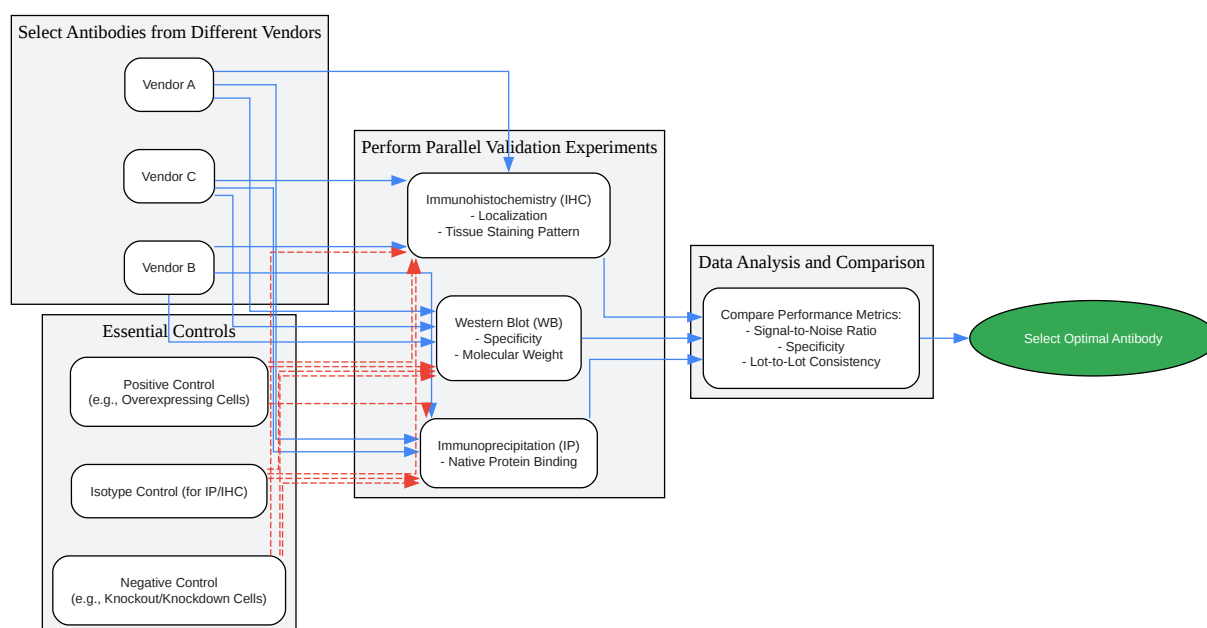 Select Antibodies from Different Vendors
Vendor A
Vendor C
Vendor B
Essential Controls
Positive Control
(e.g., Overexpressing Cells)
Isotype Control (for IP/IHC)
Negative Control
(e.g., Knockout/Knockdown Cells)
Perform Parallel Validation Experiments
Immunohistochemistry (IHC)
- Localization
- Tissue Staining Pattern
Western Blot (WB)
- Specificity
- Molecular Weight
Immunoprecipitation (IP)
- Native Protein Binding
Data Analysis and Comparison
Compare Performance Metrics:
- Signal-to-Noise Ratio
- Specificity
- Lot-to-Lot Consistency
Select Optimal Antibody